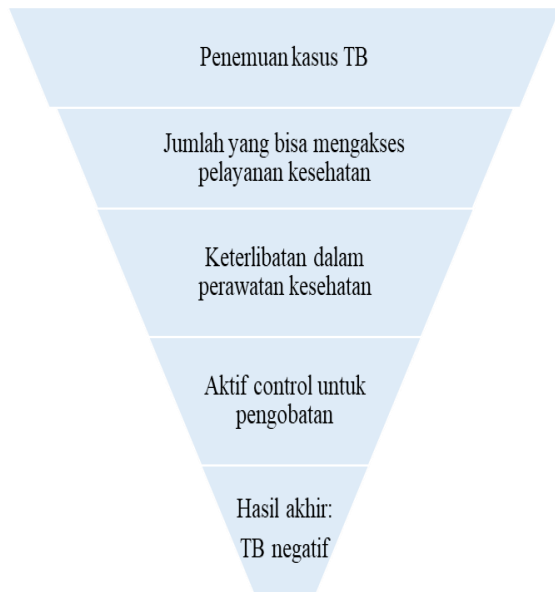 Penemuan kasus TB
Jumlah yang bisa mengakses
pelayanan kesehatan
Keterlibatan dalam
perawatan kesehatan
Aktif control untuk
pengobatan
Hasil akhir:
TB negatif